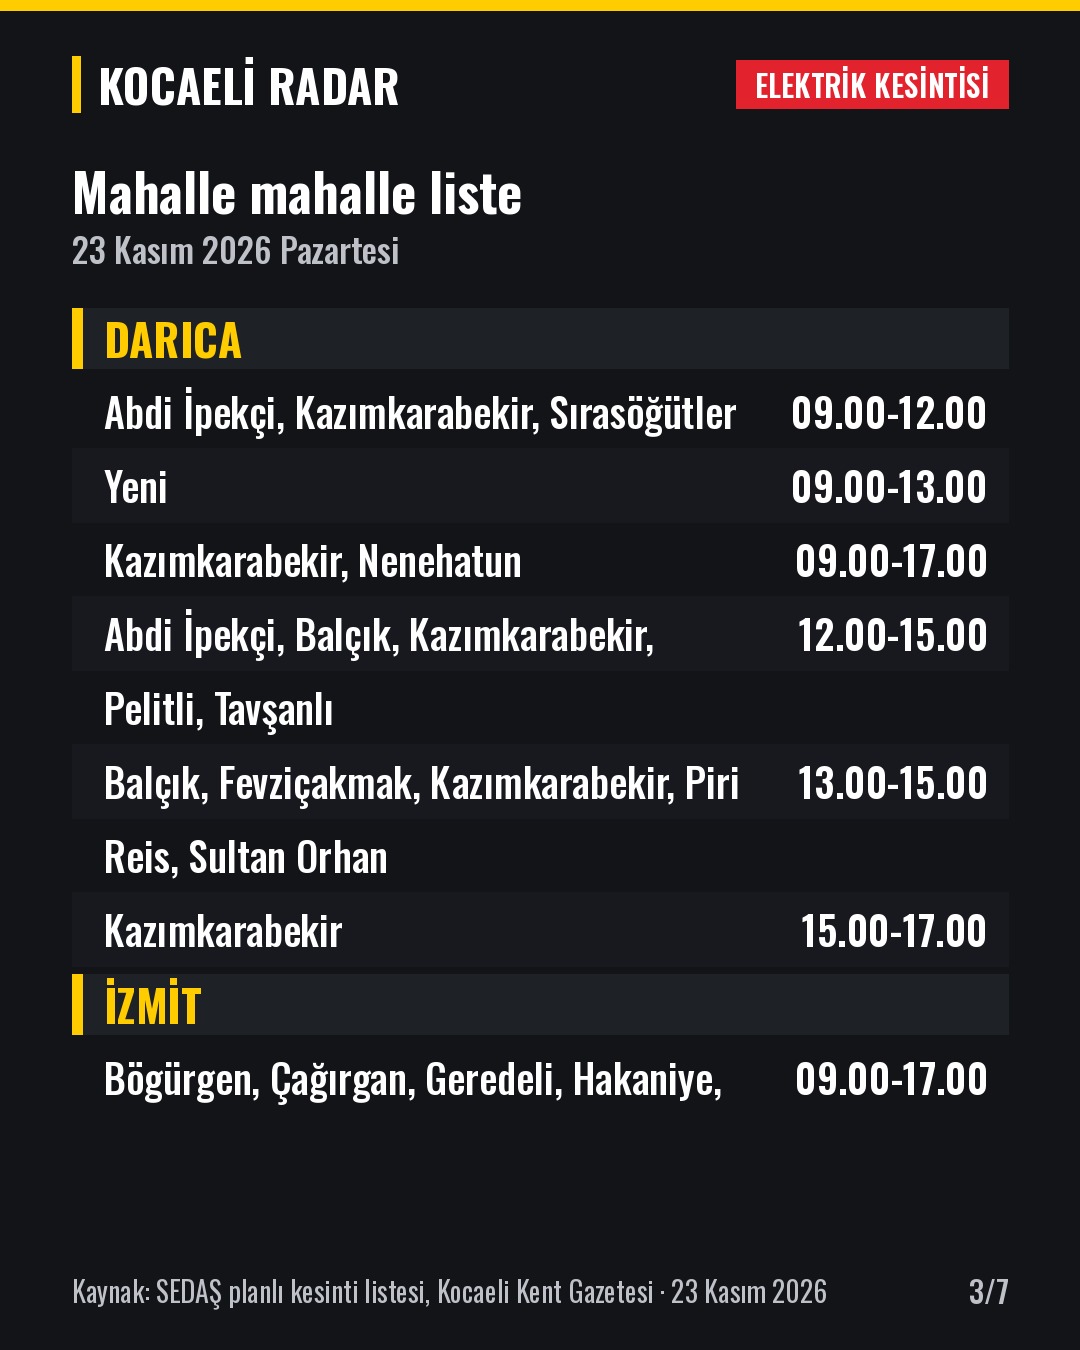 KOCAELİ RADAR
ELEKTRİK KESİNTİSİ
Mahalle mahalle liste
23 Kasım 2026 Pazartesi
DARICA
Abdi İpekçi, Kazımkarabekir, Sırasöğütler 09.00-12.00
Yeni 09.00-13.00
Kazımkarabekir, Nenehatun 09.00-17.00
Abdi İpekçi, Balçık, Kazımkarabekir, 12.00-15.00
Pelitli, Tavşanlı
Balçık, Fevziçakmak, Kazımkarabekir, Piri 13.00-15.00
Reis, Sultan Orhan
Kazımkarabekir 15.00-17.00
İZMİT
Bögürgen, Çağırgan, Geredeli, Hakaniye, 09.00-17.00
Kaynak: SEDAŞ planlı kesinti listesi, Kocaeli Kent Gazetesi · 23 Kasım 2026 3/7